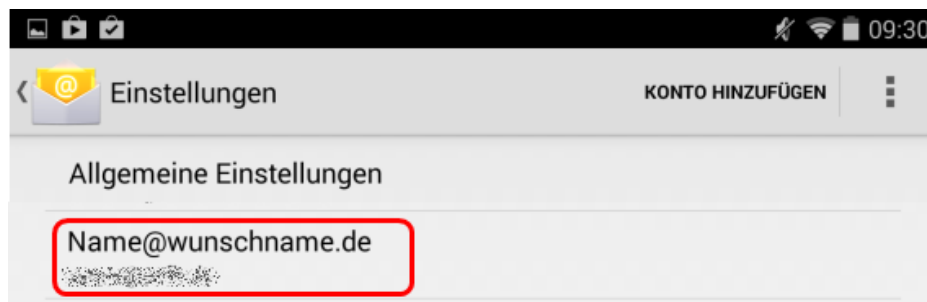 09:30
Einstellungen KONTO HINZUFÜGEN
Allgemeine Einstellungen
Name@wunschname.de